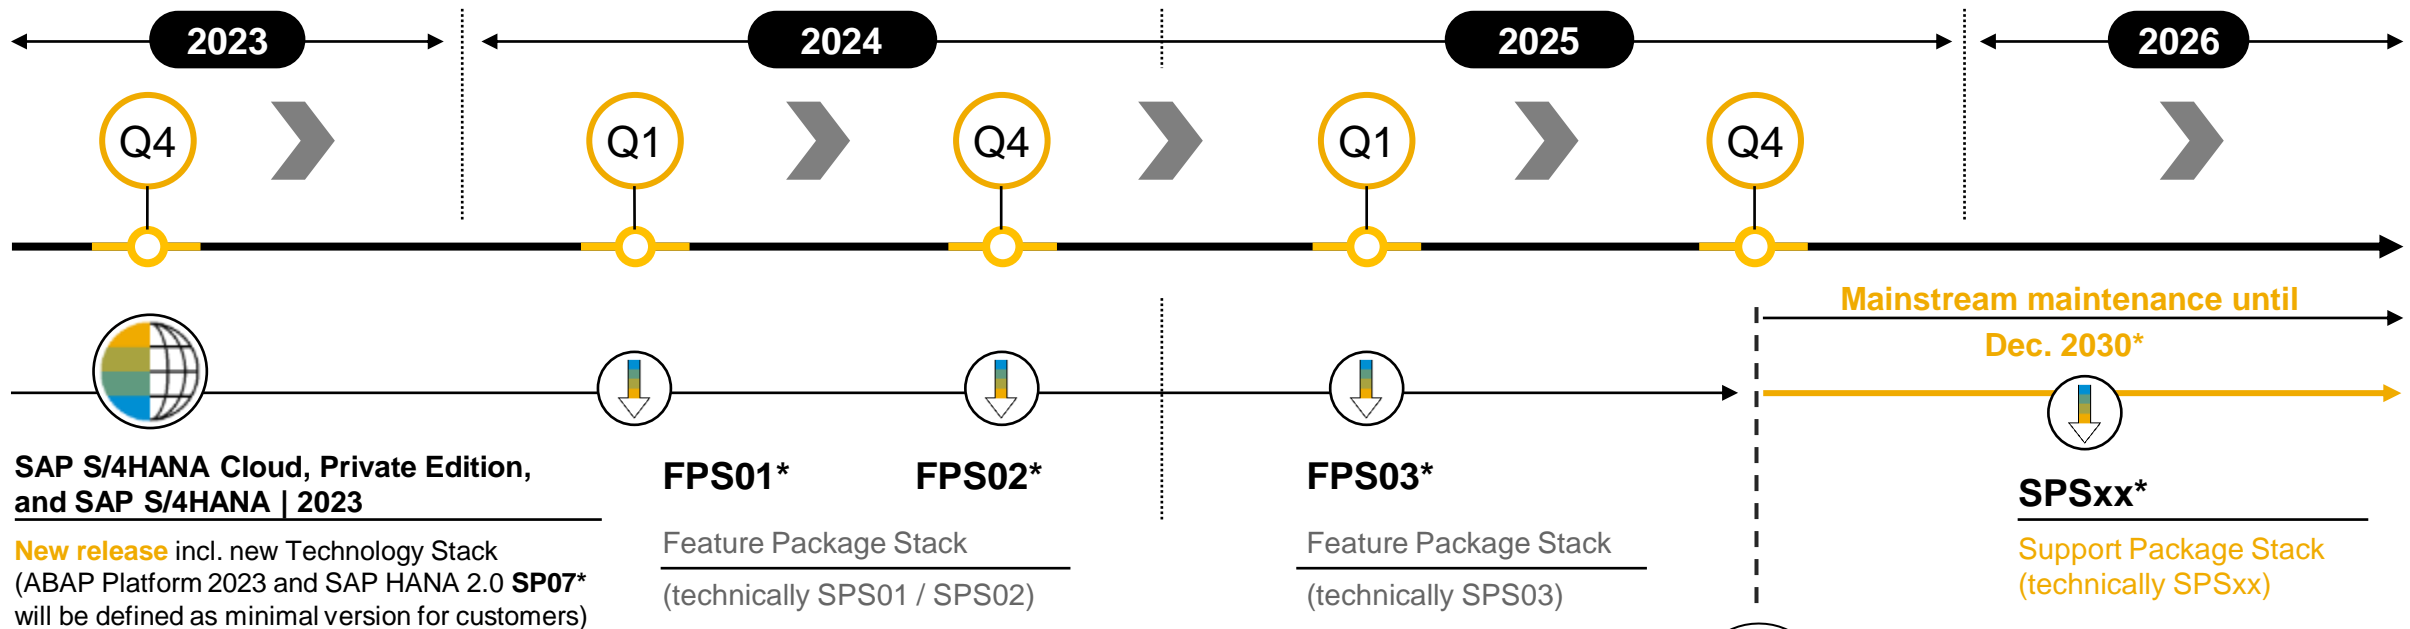 2023
2024
2025
2026
Q4
Q1
Q4
Q1
Q4
Mainstream maintenance until
Dec. 2030*
SAP S/4HANA Cloud, Private Edition,
and SAP S/4HANA | 2023
New release incl. new Technology Stack
(ABAP Platform 2023 and SAP HANA 2.0 SP07*
will be defined as minimal version for customers)
FPS01*
FPS02*
Feature Package Stack
(technically SPS01 / SPS02)
FPS03*
Feature Package Stack
(technically SPS03)
SPSxx*
Support Package Stack
(technically SPSxx)